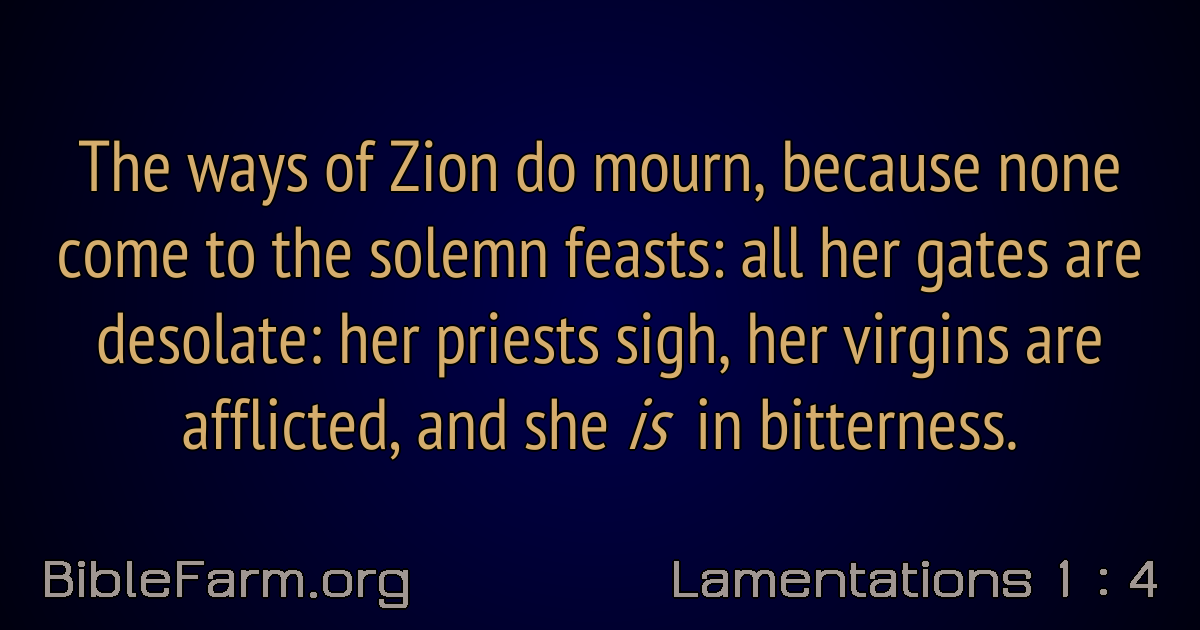 The ways of Zion do mourn, because none
come to the solemn feasts: all her gates are
desolate: her priests sigh, her virgins are
afflicted, and she is in bitterness.
BibleFarm.org
Lamentations 1 : 4